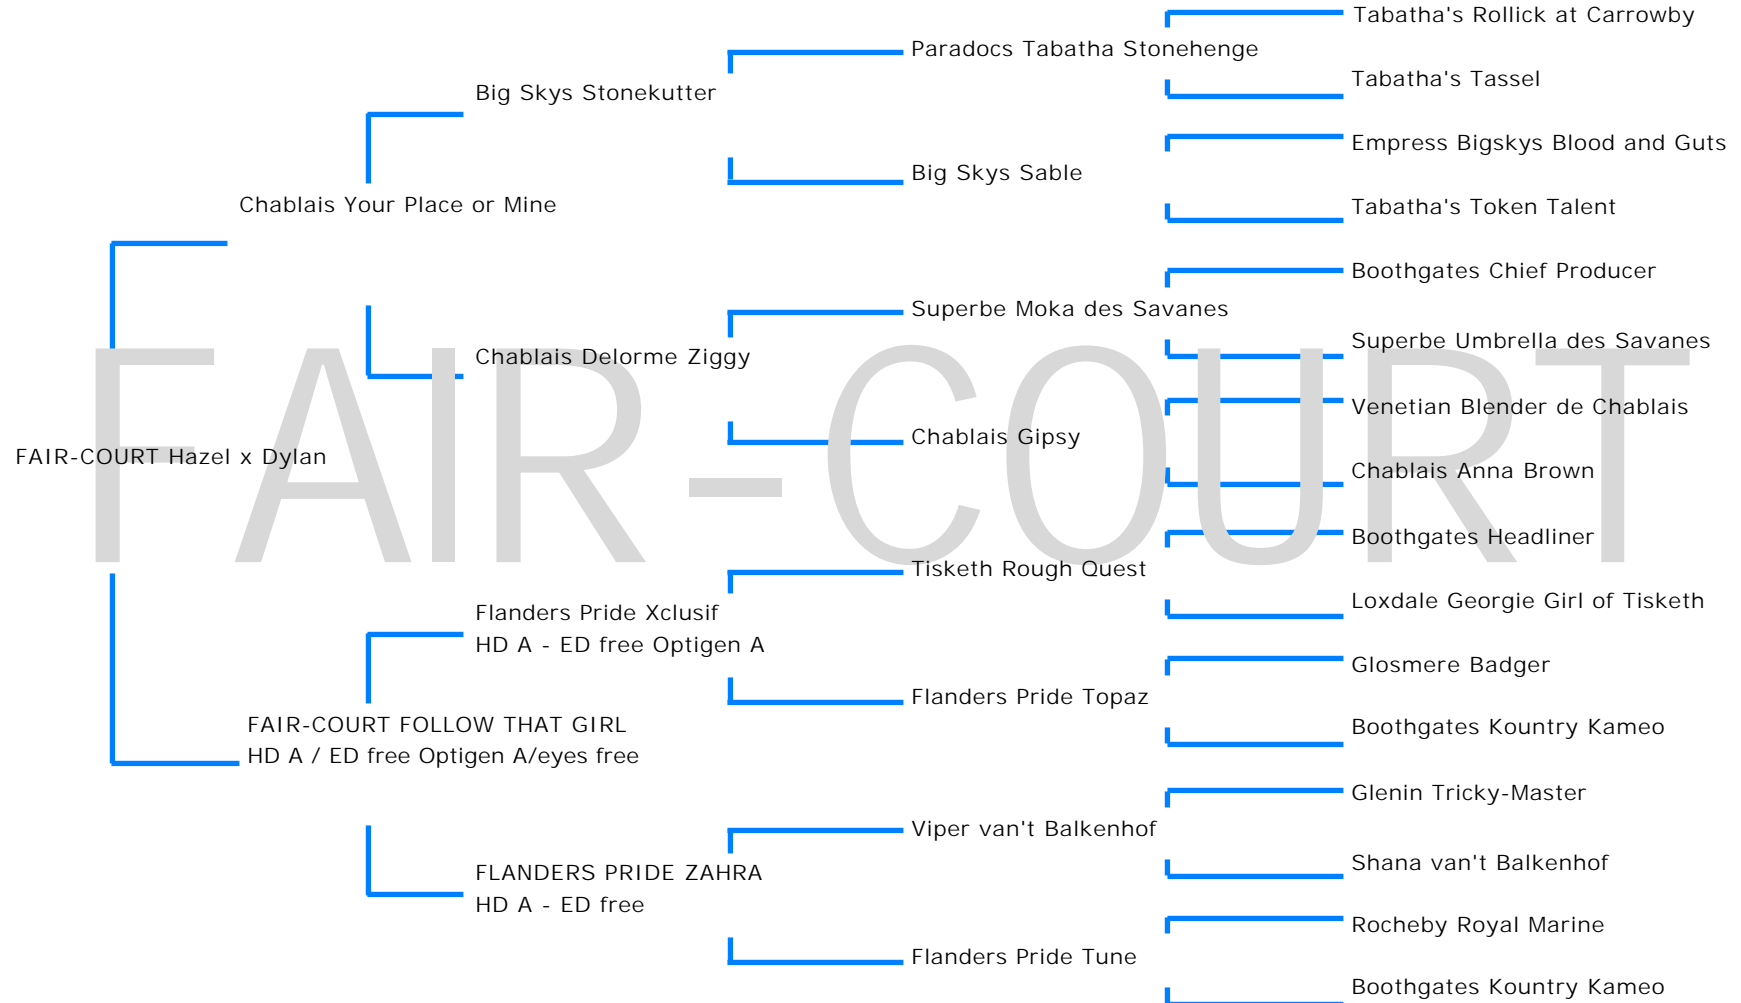 Tabatha's Rollick at Carrowby
Paradocs Tabatha Stonehenge
Tabatha's Tassel
Big Skys Stonekutter
Empress Bigskys Blood and Guts
Big Skys Sable
Tabatha's Token Talent
Chablais Your Place or Mine
Boothgates Chief Producer
Superbe Moka des Savanes
Superbe Umbrella des Savanes
Chablais Delorme Ziggy
Venetian Blender de Chablais
Chablais Gipsy
Chablais Anna Brown
FAIR-COURT Hazel x Dylan
FAIR-COURT
Boothgates Headliner
Tisketh Rough Quest
Loxdale Georgie Girl of Tisketh
Flanders Pride Xclusif
HD A - ED free Optigen A
Glosmere Badger
Flanders Pride Topaz
Boothgates Kountry Kameo
FAIR-COURT FOLLOW THAT GIRL
HD A / ED free Optigen A/eyes free
Glenin Tricky-Master
Viper van't Balkenhof
Shana van't Balkenhof
FLANDERS PRIDE ZAHRA
HD A - ED free
Rocheby Royal Marine
Flanders Pride Tune
Boothgates Kountry Kameo